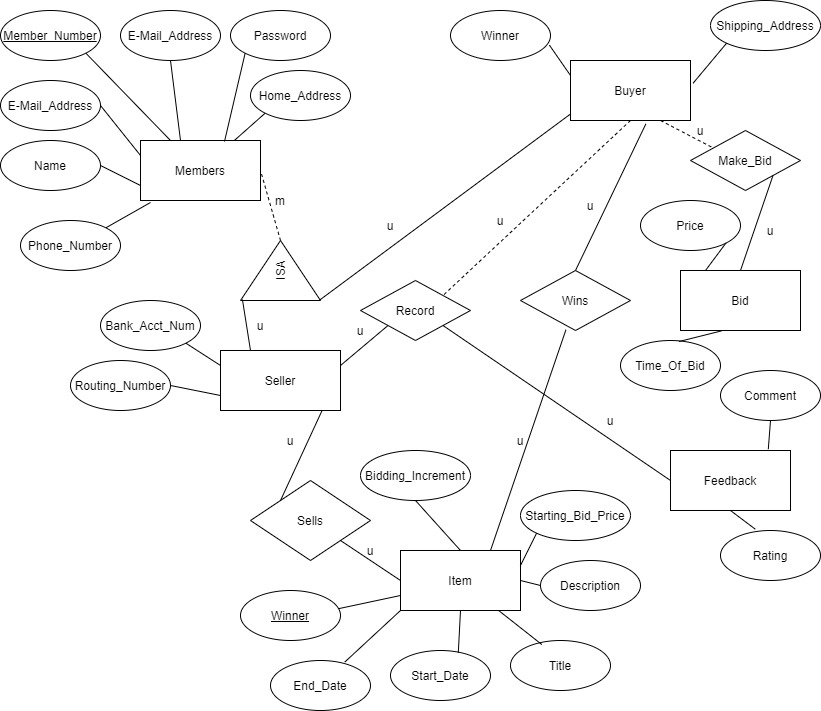 Shipping_Address
Member_Number
E-Mail_Address
Password
Winner
Buyer
Home_Address
E-Mail_Address
u
Make_Bid
Name
Members
m
u
u
u
Price
u
Phone_Number
ISA
Record
Wins
Bid
Bank_Acct_Num
u
u
Time_Of_Bid
Routing_Number
Seller
Comment
u
u
u
Bidding_Increment
Feedback
Sells
Starting_Bid_Price
u
Rating
Item
Description
Winner
Title
Start_Date
End_Date